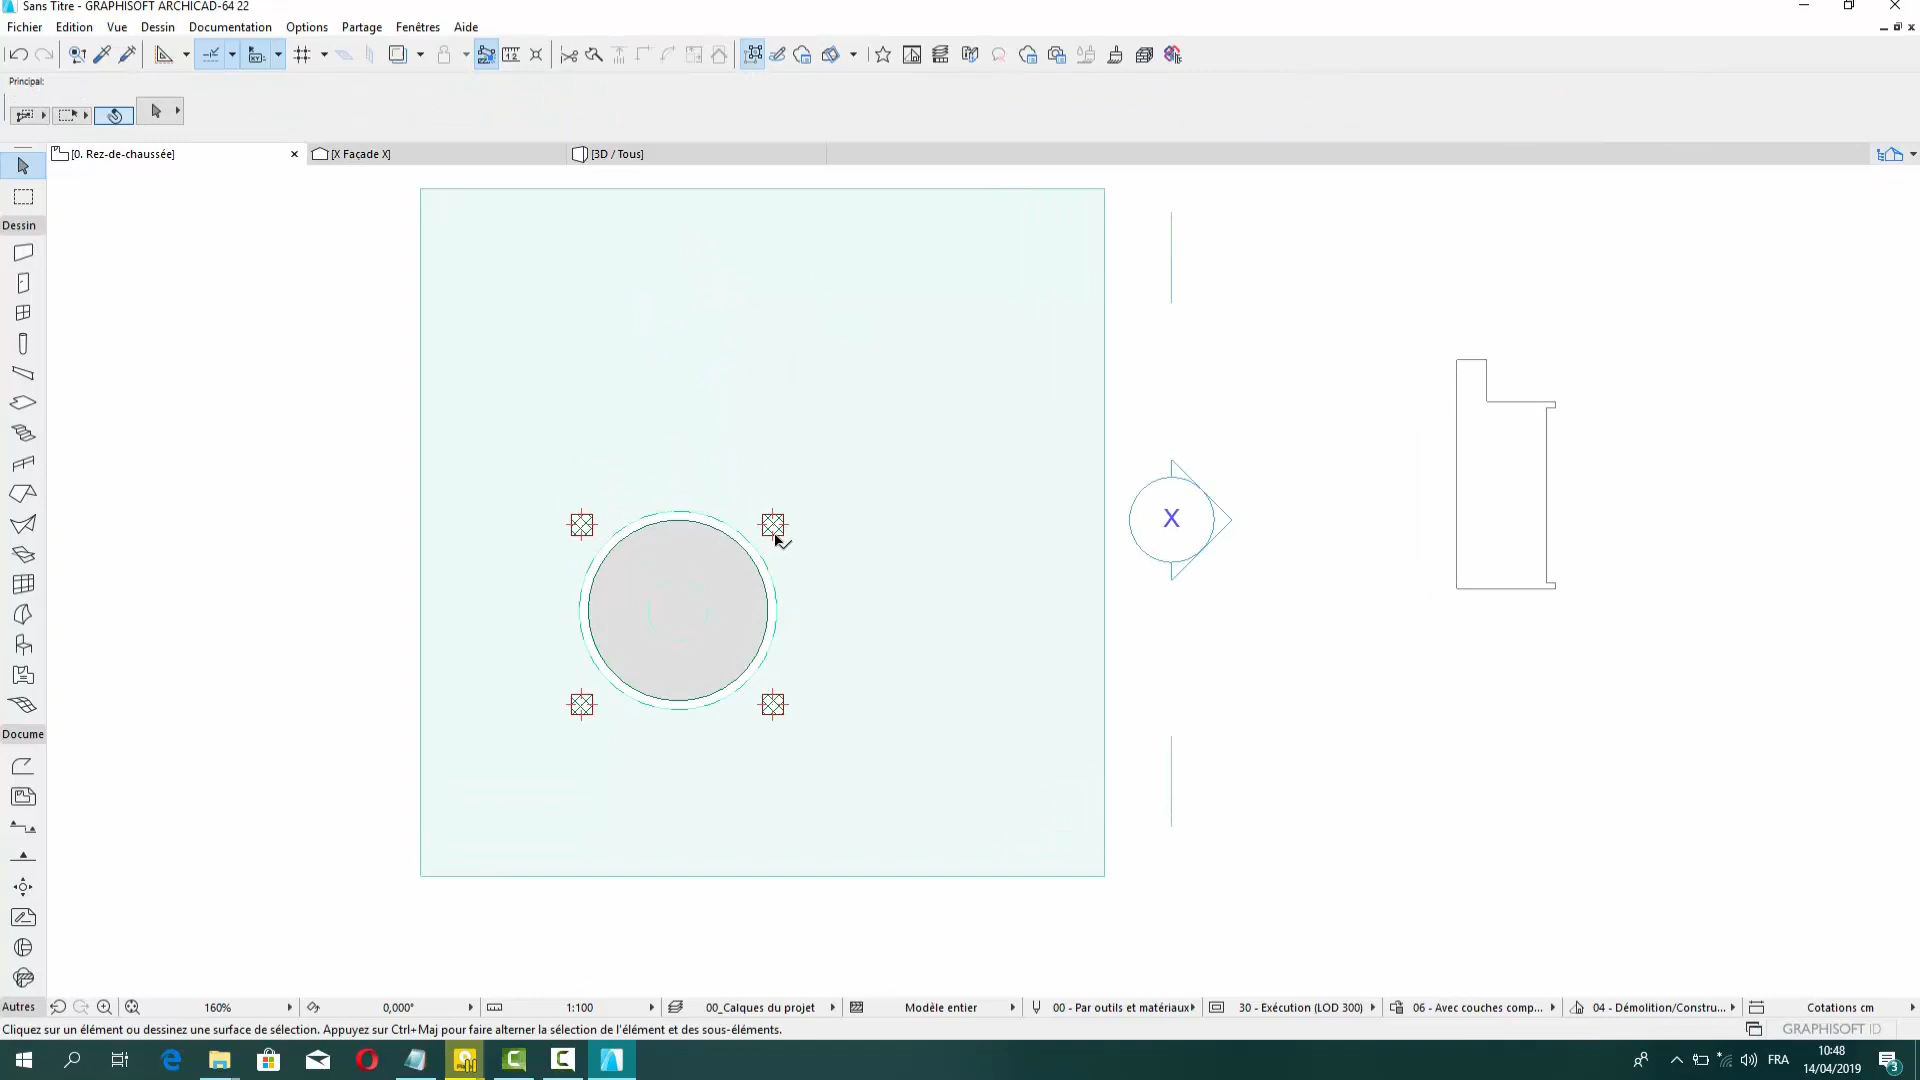 Sans Titre - GRAPHISOFT ARCHICAD-64 22
Fichier Edition Vue Dessin Documentation Options Partage Fenêtres Aide
Principal:
[0. Rez-de-chaussée]
[X Façade X]
[3D / Tous]
Dessin
X
Docume
Autres
160%
0,000°
1:100
00_Calques du projet
Modèle entier
00 - Par outils et matériaux
30 - Exécution (LOD 300)
06 - Avec couches comp...
04 - Démolition/Constru...
Cotations cm
Cliquez sur un élément ou dessinez une surface de sélection. Appuyez sur Ctrl+Maj pour faire alterner la sélection de l'élément et des sous-éléments.
GRAPHISOFT ID
FRA
10:48
14/04/2019
3